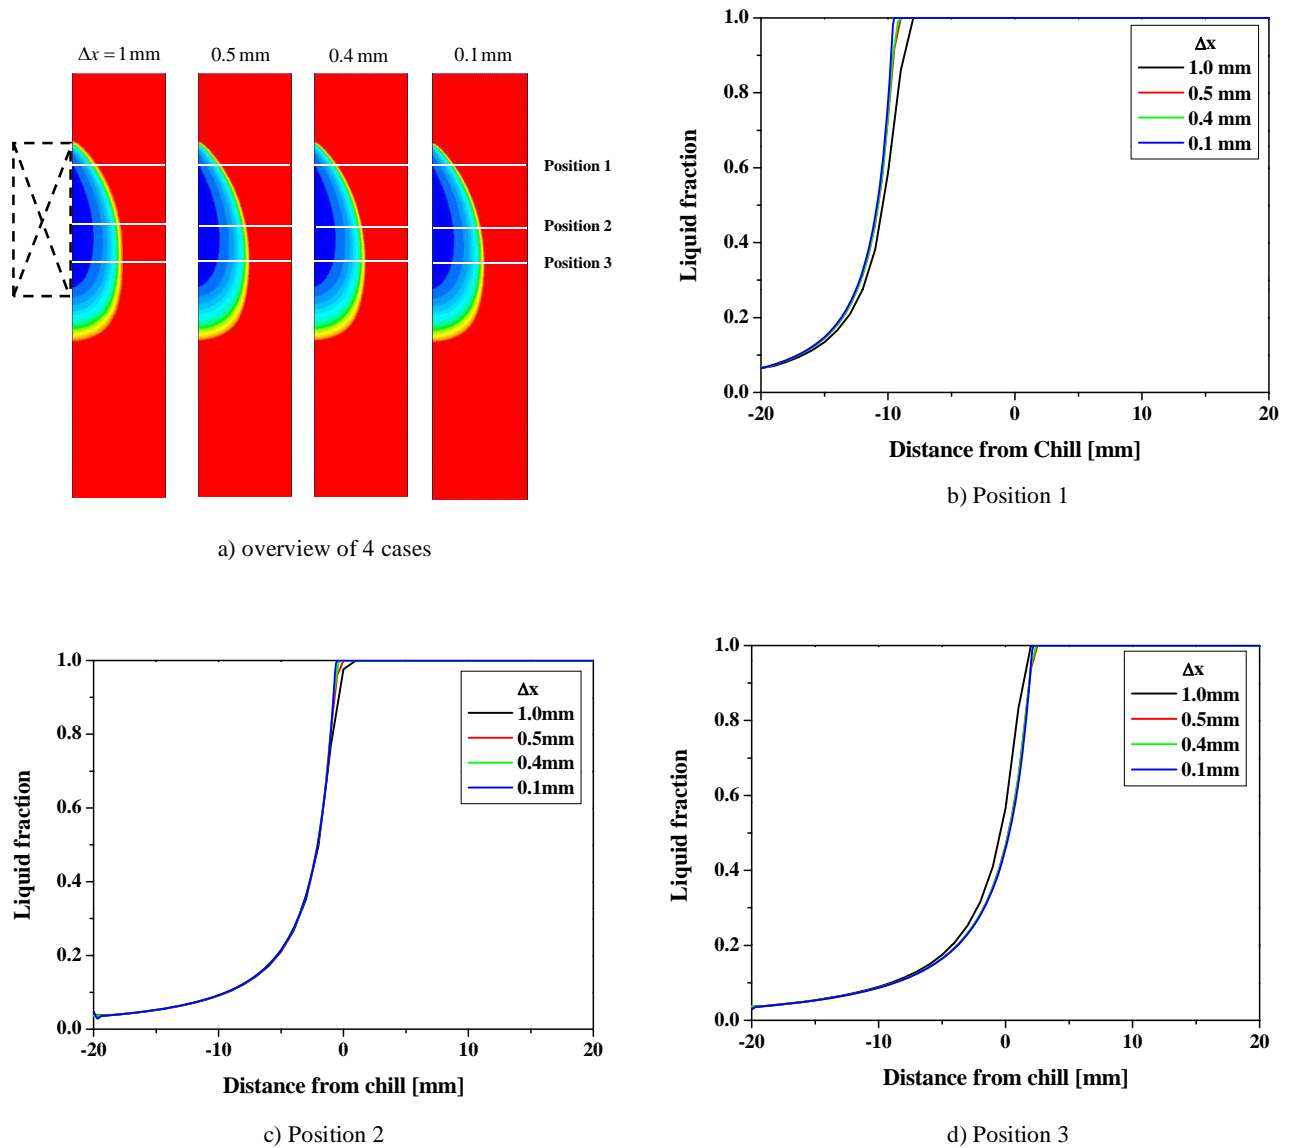 Δx = 1 mm
0.5 mm
0.4 mm
0.1 mm
Position 1
Position 2
Position 3
a) overview of 4 cases
1.0
0.8
0.6
0.4
0.2
0.0
-20
-10
0
10
20
Liquid fraction
Distance from Chill [mm]
Δx
1.0 mm
0.5 mm
0.4 mm
0.1 mm
b) Position 1
1.0
0.8
0.6
0.4
0.2
0.0
-20
-10
0
10
20
Liquid fraction
Distance from chill [mm]
Δx
1.0mm
0.5mm
0.4mm
0.1mm
c) Position 2
1.0
0.8
0.6
0.4
0.2
0.0
-20
-10
0
10
20
Liquid fraction
Distance from chill [mm]
Δx
1.0mm
0.5mm
0.4mm
0.1mm
d) Position 3